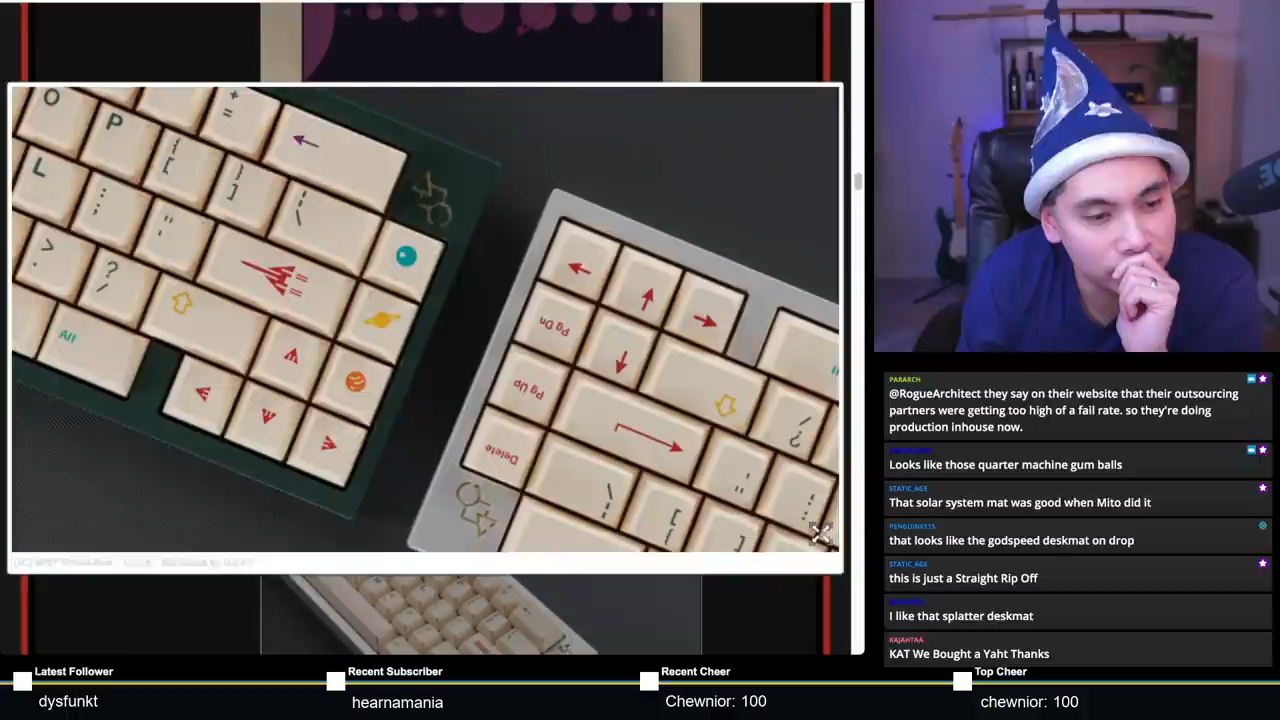 O
P
+
=
{
[
}
]
L
:
;
"
'
>
.
?
/
Alt
Pg Dn
Pg Up
Delete
?
/
"
'
[
]
PARARCH
@RogueArchitect they say on their website that their outsourcing
partners were getting too high of a fail rate. so they're doing
production inhouse now.
Looks like those quarter machine gum balls
STATIC_AGE
That solar system mat was good when Mito did it
PENGUINA115
that looks like the godspeed deskmat on drop
STATIC_AGE
this is just a Straight Rip Off
I like that splatter deskmat
KAJAHTAA
KAT We Bought a Yaht Thanks
Latest Follower
dysfunkt
Recent Subscriber
hearnamania
Recent Cheer
Chewnior: 100
Top Cheer
chewnior: 100